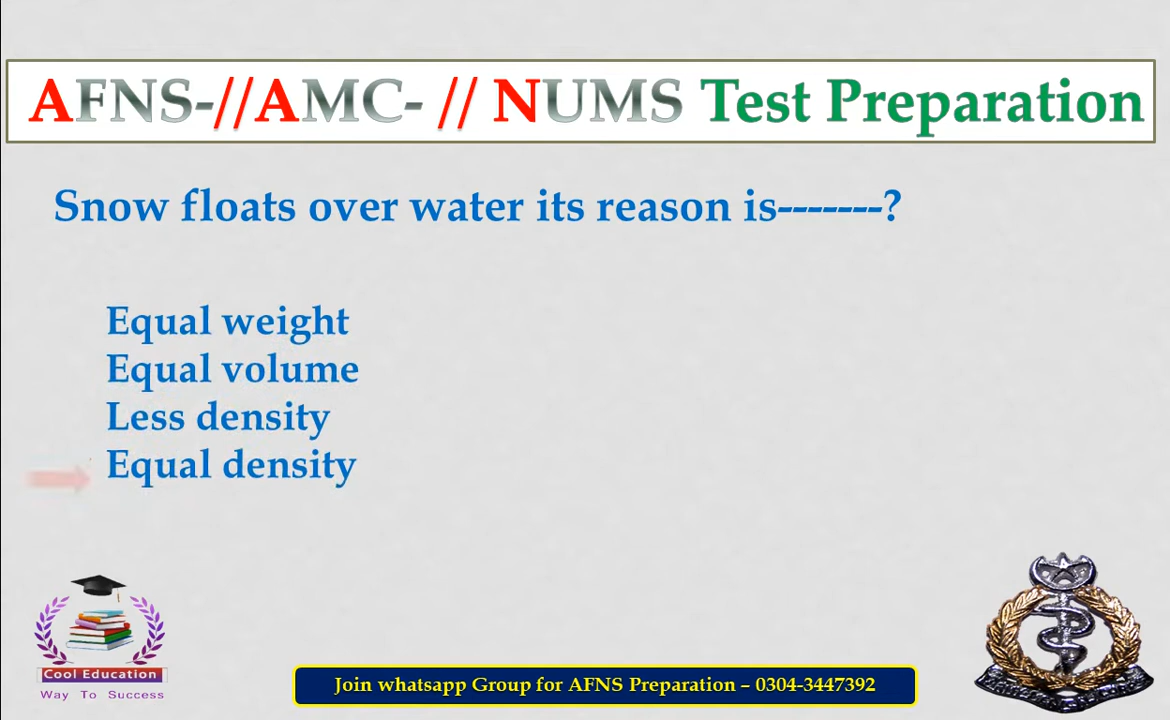 AFNS-//AMC- // NUMS Test Preparation
Snow floats over water its reason is-------?
Equal weight
Equal volume
Less density
Equal density
Cool Education
Way To Success
Join whatsapp Group for AFNS Preparation – 0304-3447392